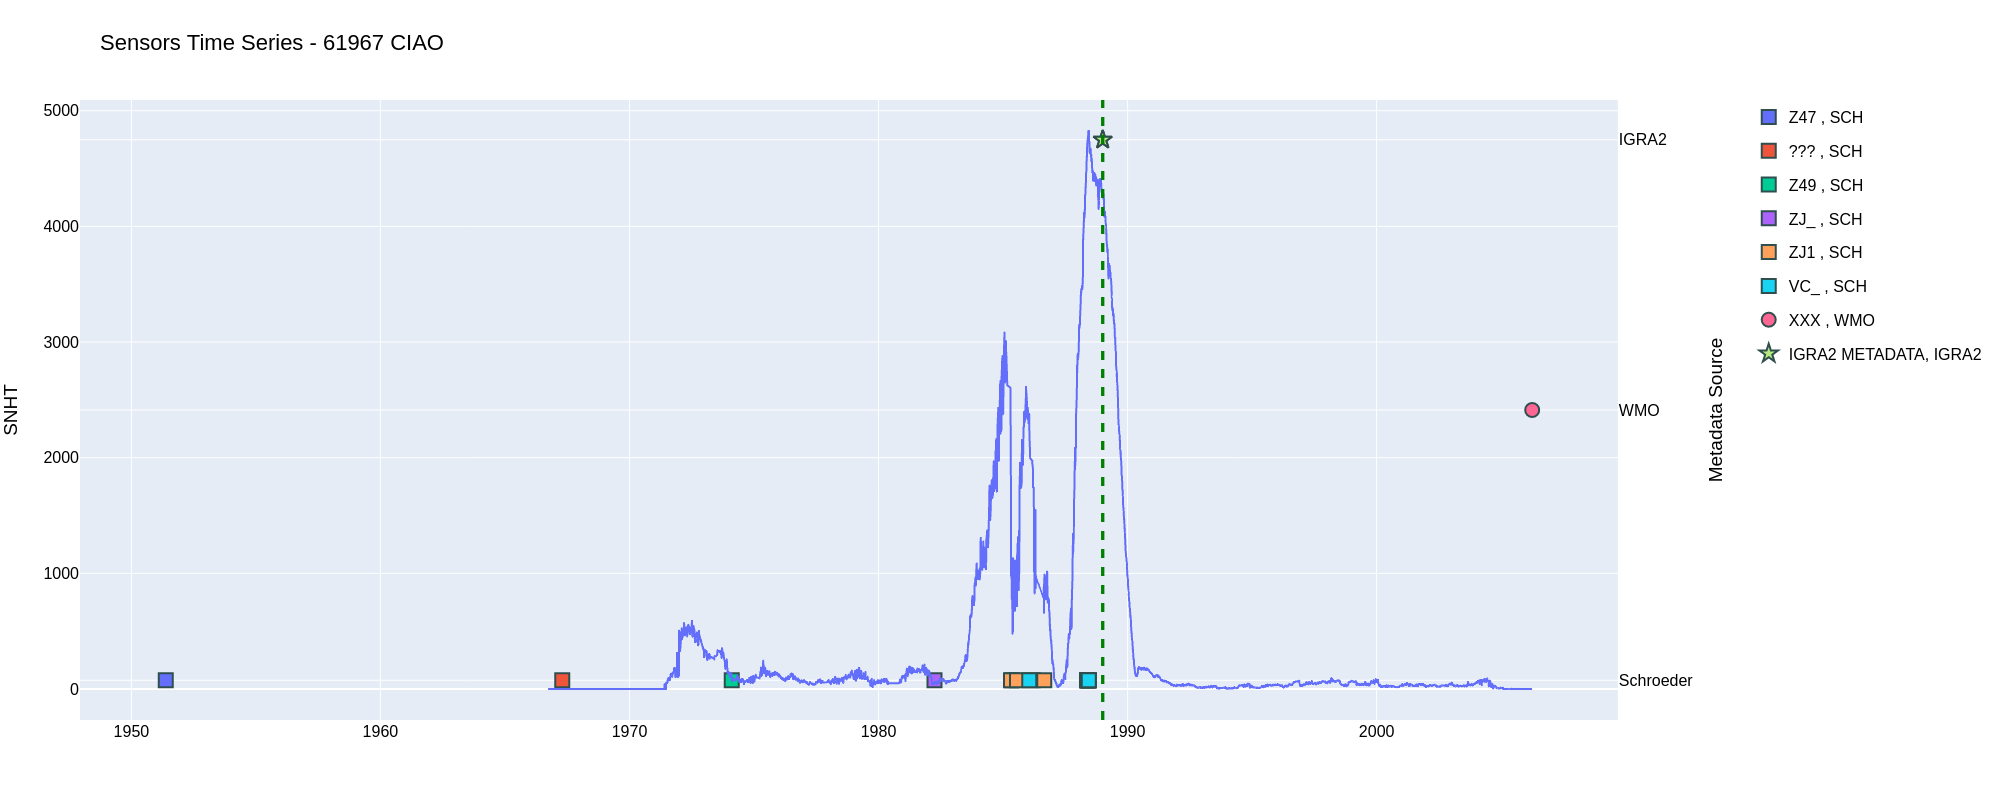 Sensors Time Series - 61967 CIAO
SNHT
5000
4000
3000
2000
1000
0
1950
1960
1970
1980
1990
2000
IGRA2
WMO
Schroeder
Metadata Source
Z47 , SCH
??? , SCH
Z49 , SCH
ZJ_ , SCH
ZJ1 , SCH
VC_ , SCH
XXX , WMO
IGRA2 METADATA, IGRA2